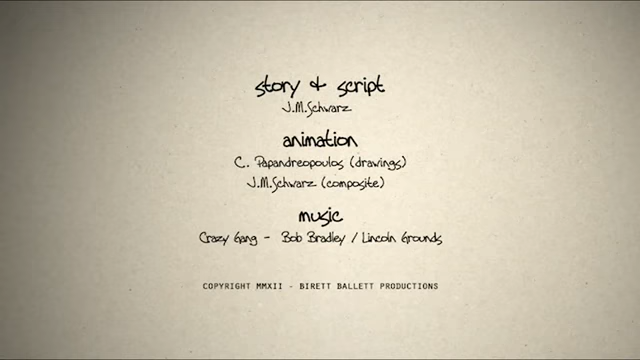 story & script
J.M.Schwarz
animation
C. Papandreopoulos (drawings)
J.M.Schwarz (composite)
music
Crazy Gang - Bob Bradley / Lincoln Grounds
COPYRIGHT MMXII - BIRETT BALLETT PRODUCTIONS